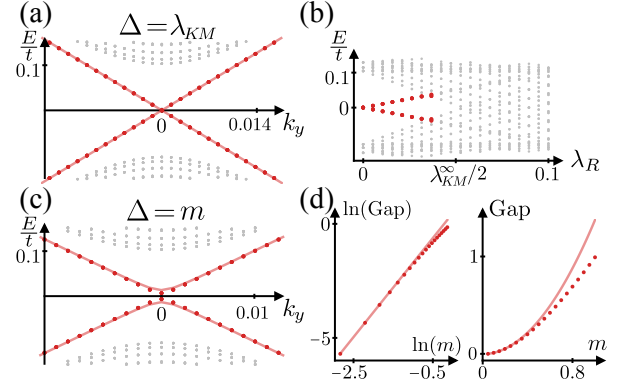 (a)
Δ = λ_KM
E/t
0.1
0
0.014
k_y
(b)
E/t
0.1
0
0
λ^∞_KM/2
0.1
λ_R
(c)
Δ = m
E/t
0.1
0
0.01
k_y
(d)
ln(Gap)
0
−5
−2.5
−0.5
ln(m)
Gap
1
0
0.8
m